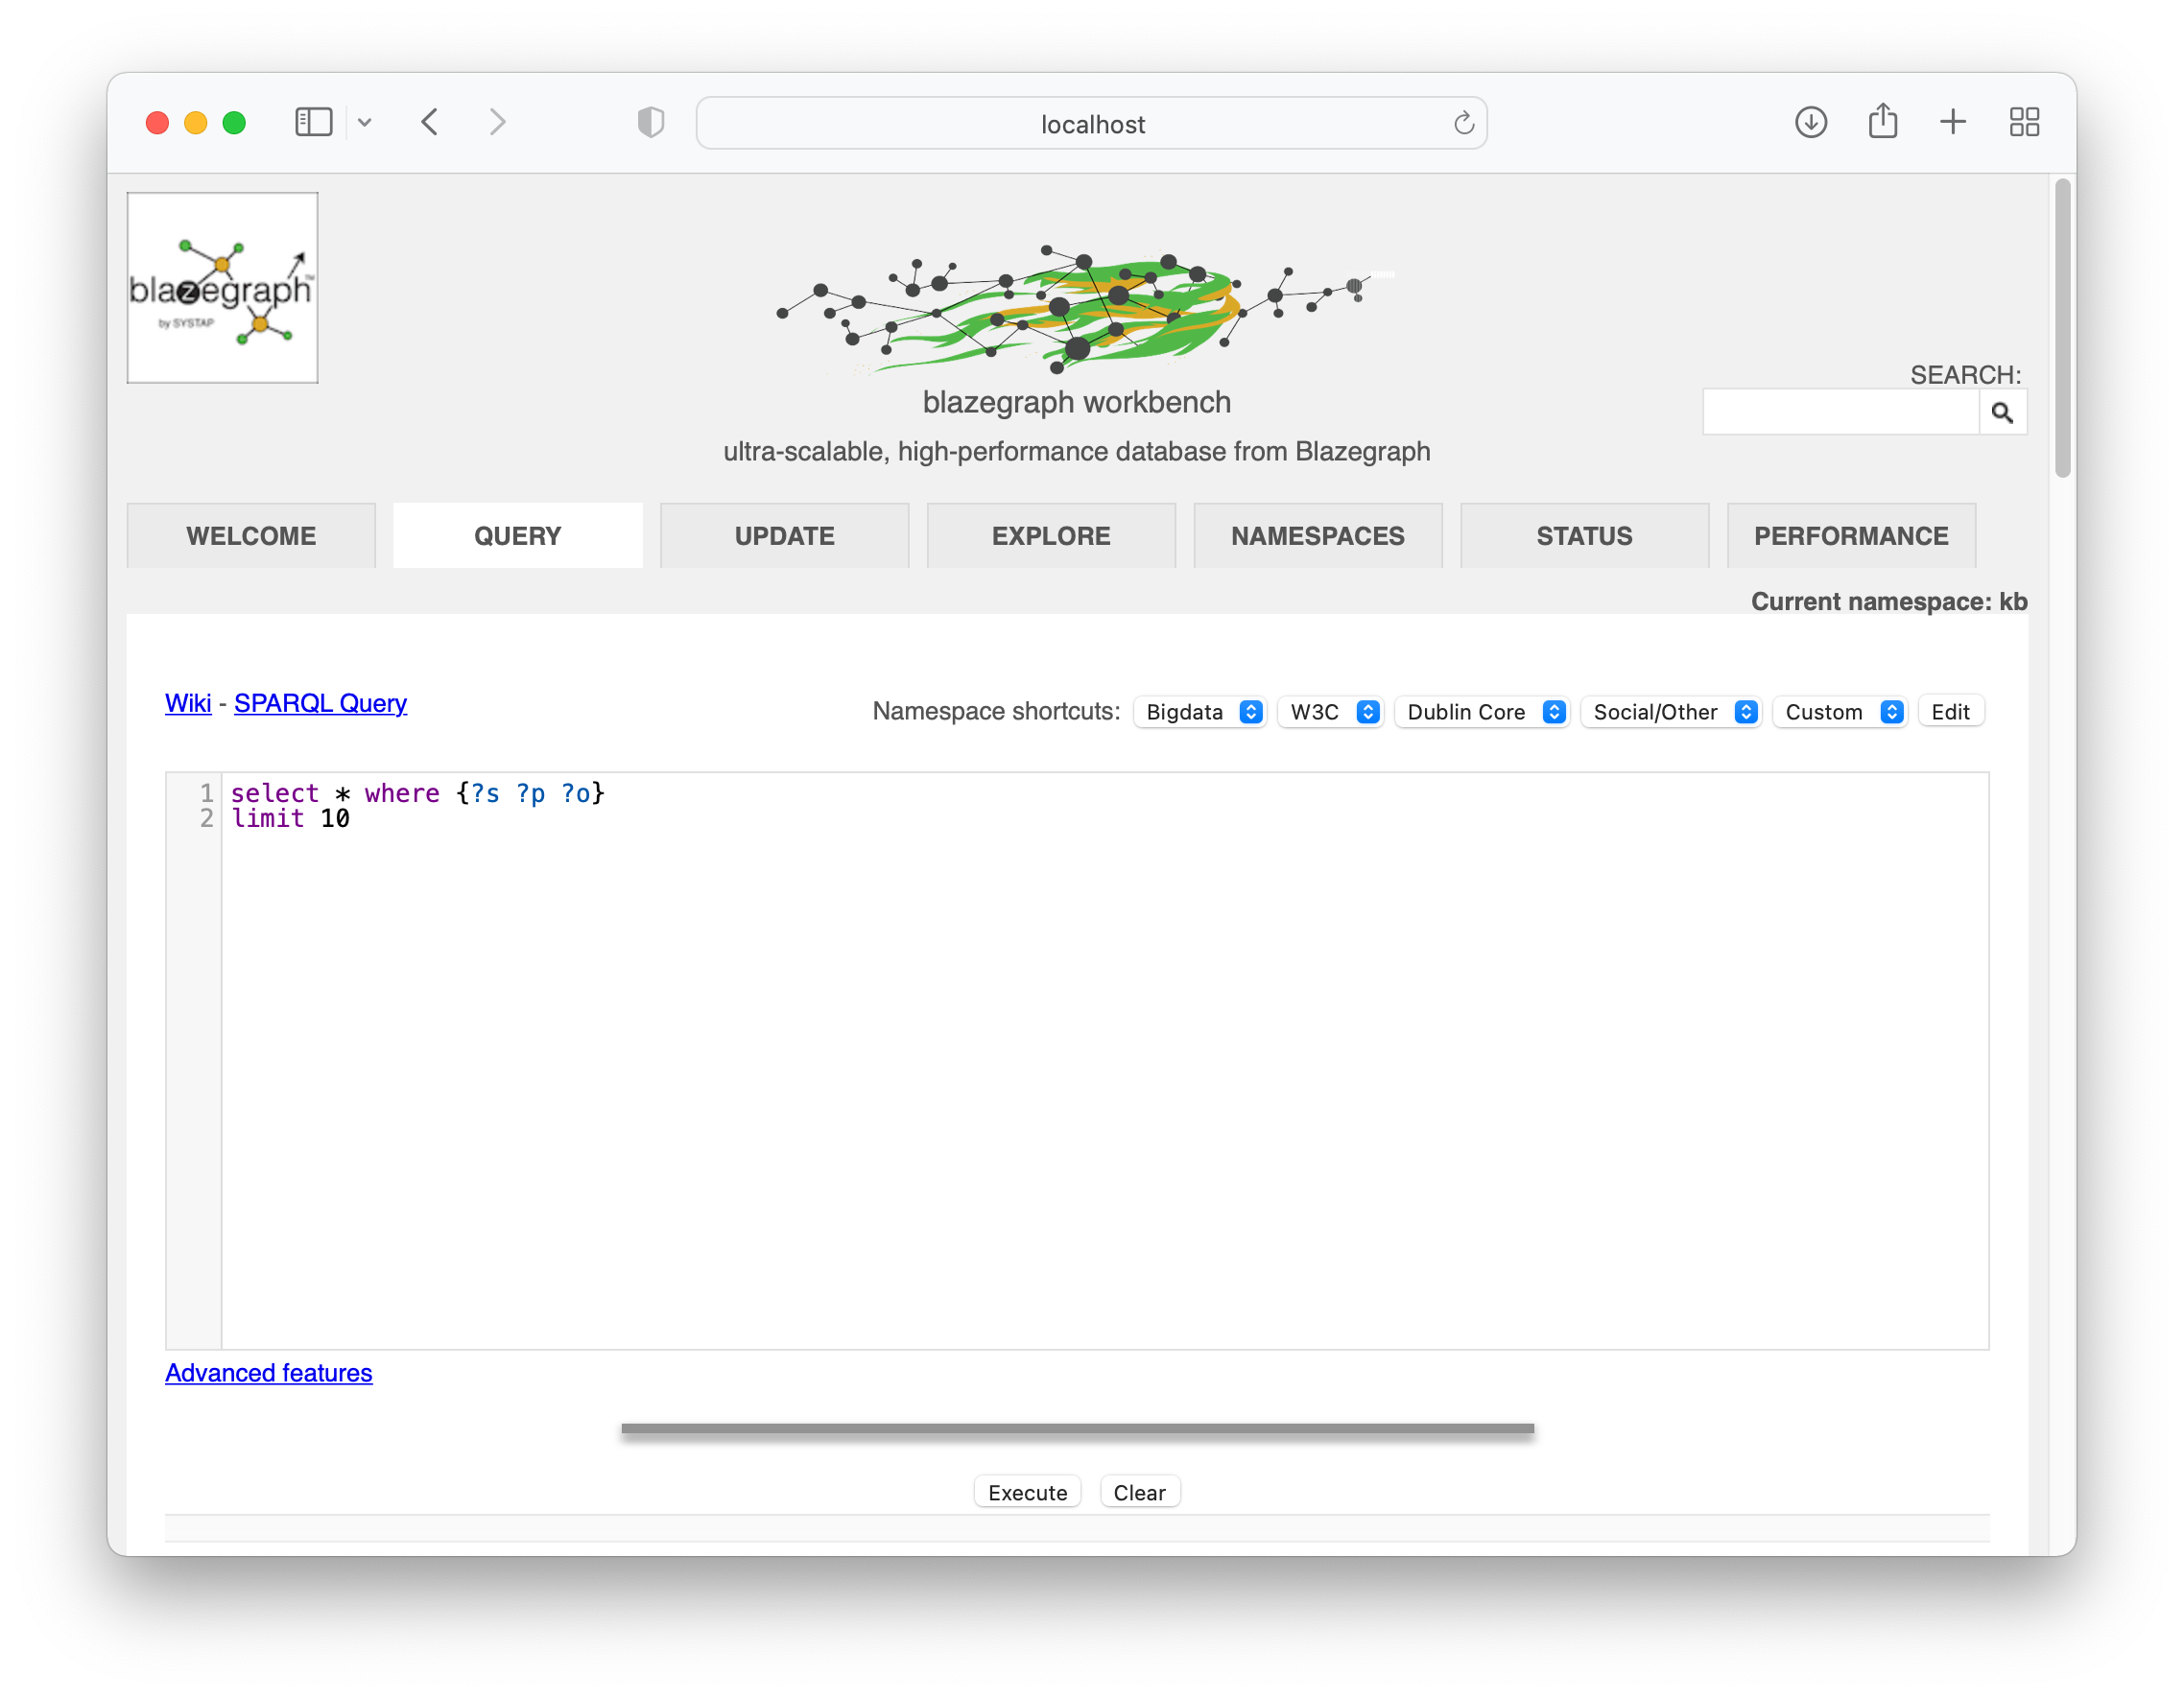 localhost
blazegraph™
by SYSTAP
blazegraph workbench
ultra-scalable, high-performance database from Blazegraph
SEARCH:
WELCOME QUERY UPDATE EXPLORE NAMESPACES STATUS PERFORMANCE
Current namespace: kb
Wiki - SPARQL Query Namespace shortcuts: Bigdata W3C Dublin Core Social/Other Custom Edit
1 select * where {?s ?p ?o}
2 limit 10
Advanced features
Execute Clear